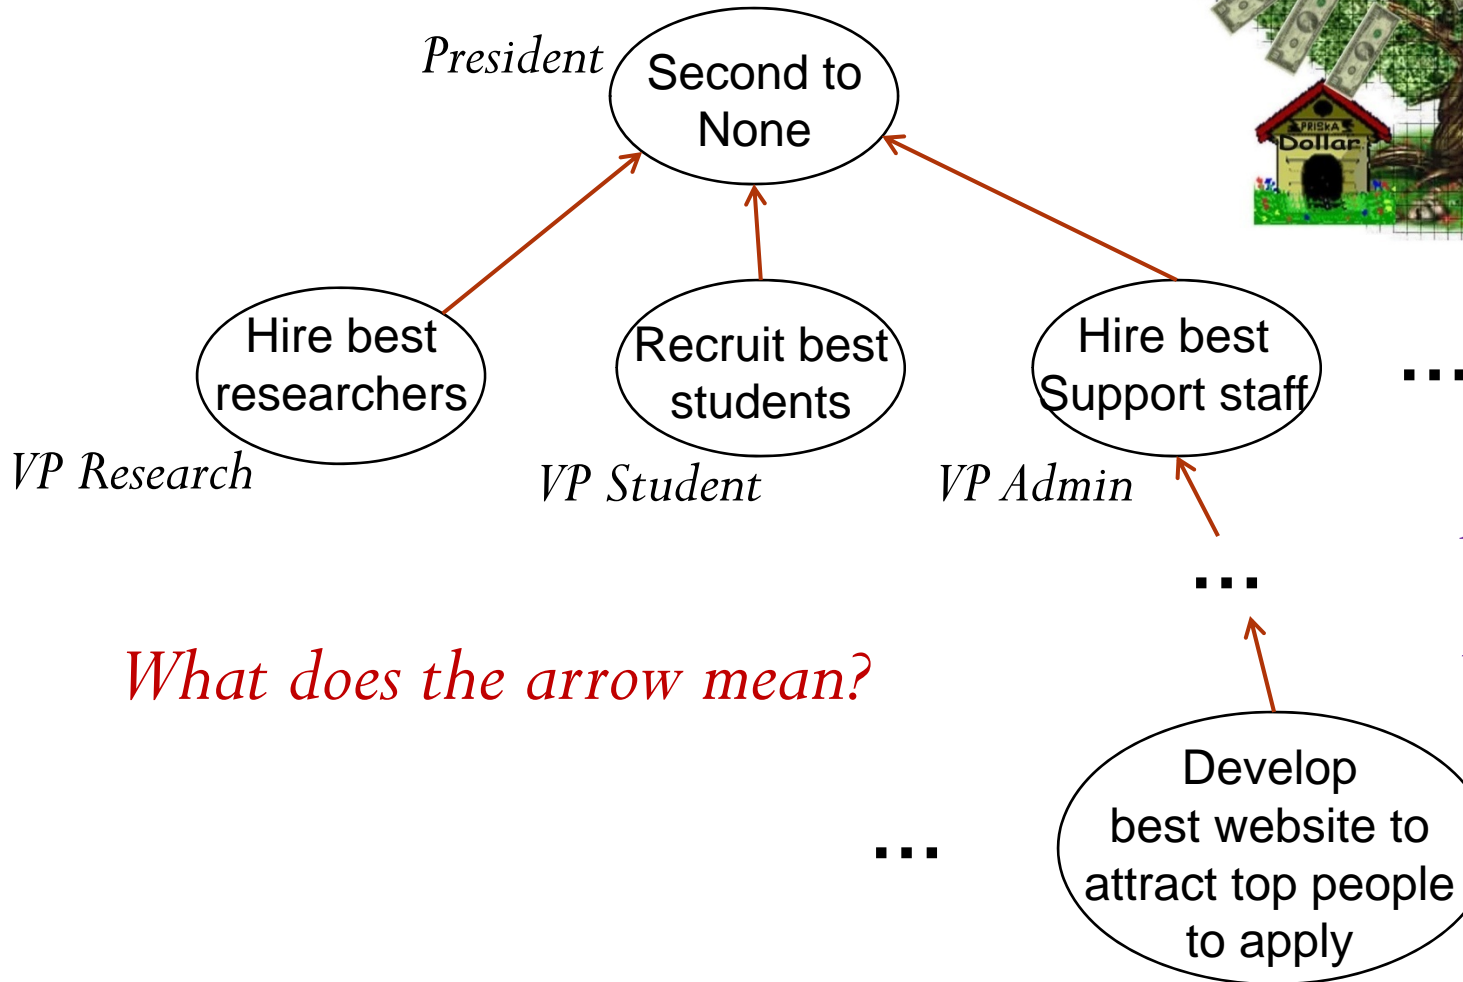 President
Second to
None
PRISKA
Dollar
Hire best
researchers
Recruit best
students
Hire best
Support staff
...
VP Research
VP Student
VP Admin
...
What does the arrow mean?
...
Develop
best website to
attract top people
to apply